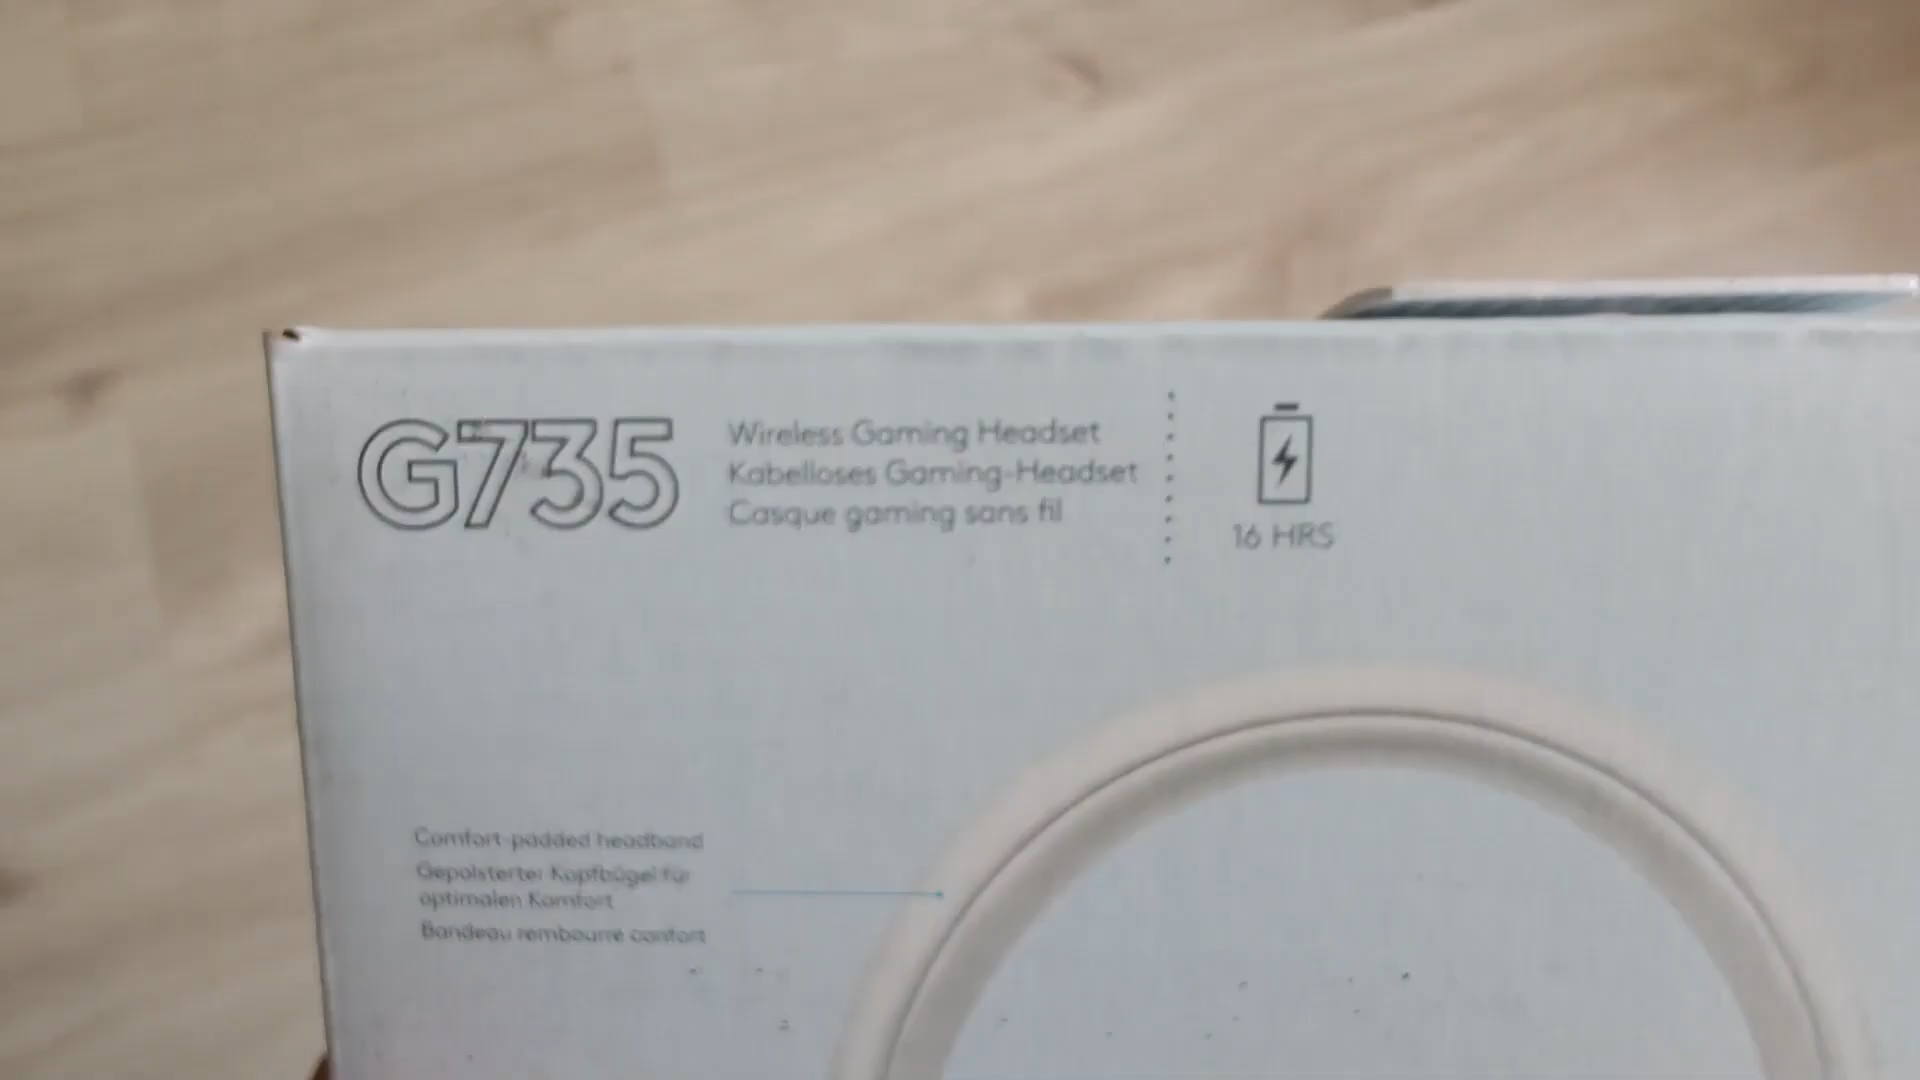 G735
Wireless Gaming Headset
Kabelloses Gaming-Headset
Casque gaming sans fil
16 HRS
Comfort-padded headband
Gepolsterter Kopfbügel für
optimalen Komfort
Bandeau rembourré confort